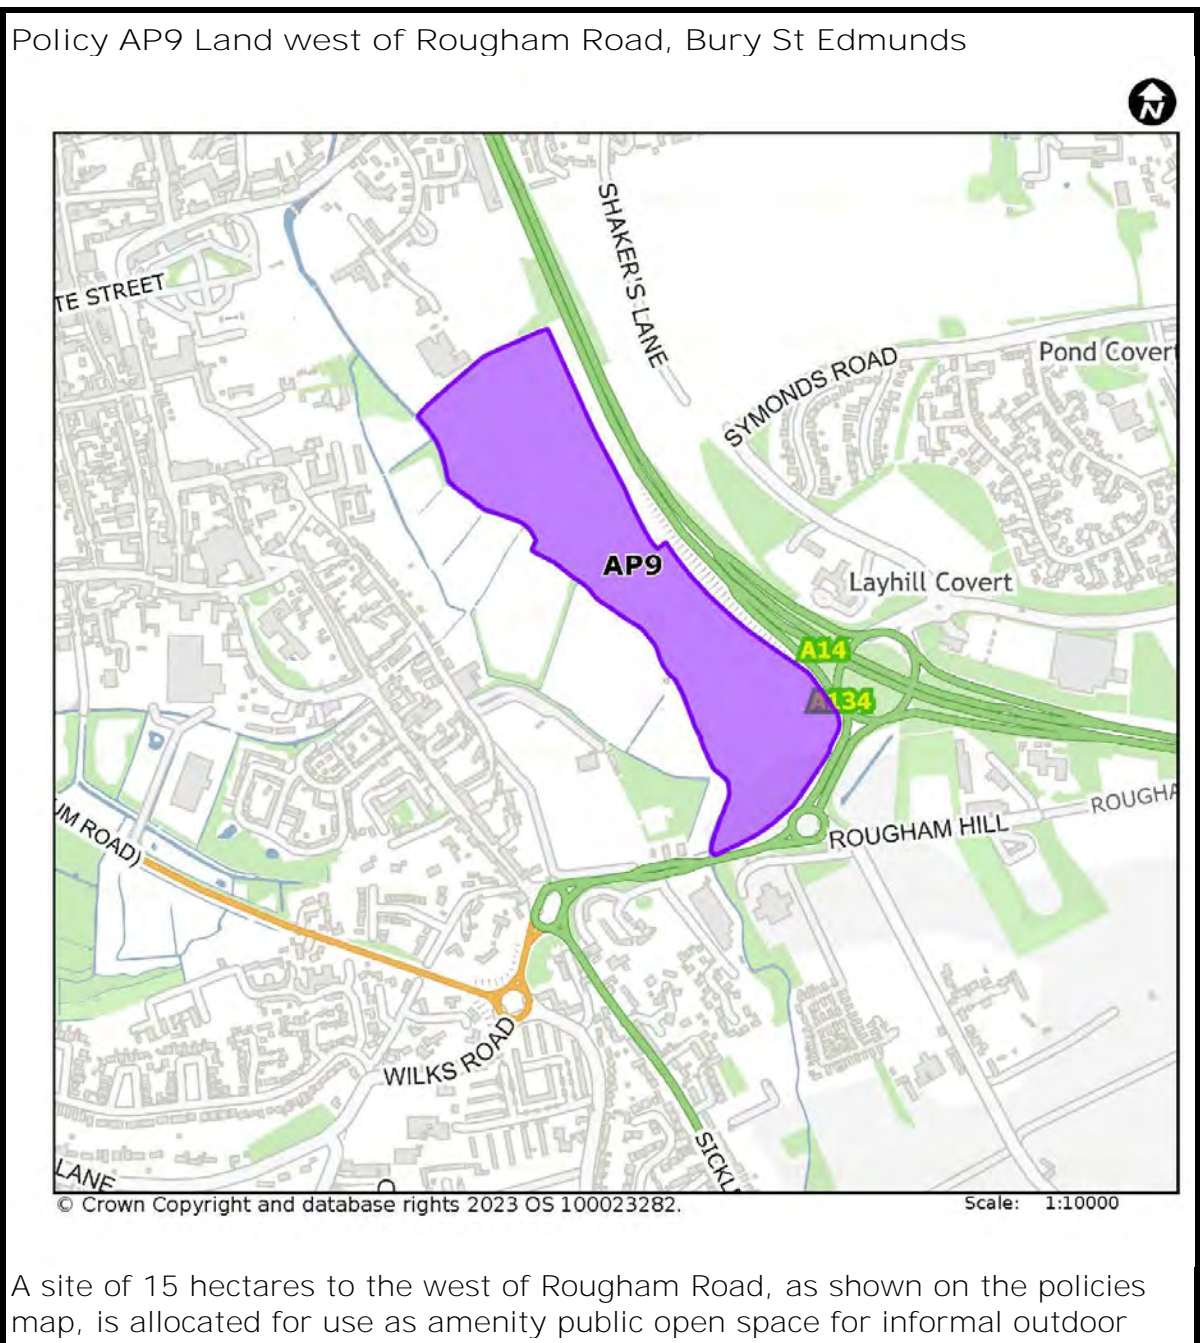 Policy AP9 Land west of Rougham Road, Bury St Edmunds
N
SHAKER'S LANE
TE STREET
SYMONDS ROAD
Pond Cover
AP9
Layhill Covert
A14
A134
ROUGHA
ROUGHAM HILL
UM ROAD)
WILKS ROAD
SICKL
LANE
© Crown Copyright and database rights 2023 OS 100023282.
Scale: 1:10000
A site of 15 hectares to the west of Rougham Road, as shown on the policies
map, is allocated for use as amenity public open space for informal outdoor